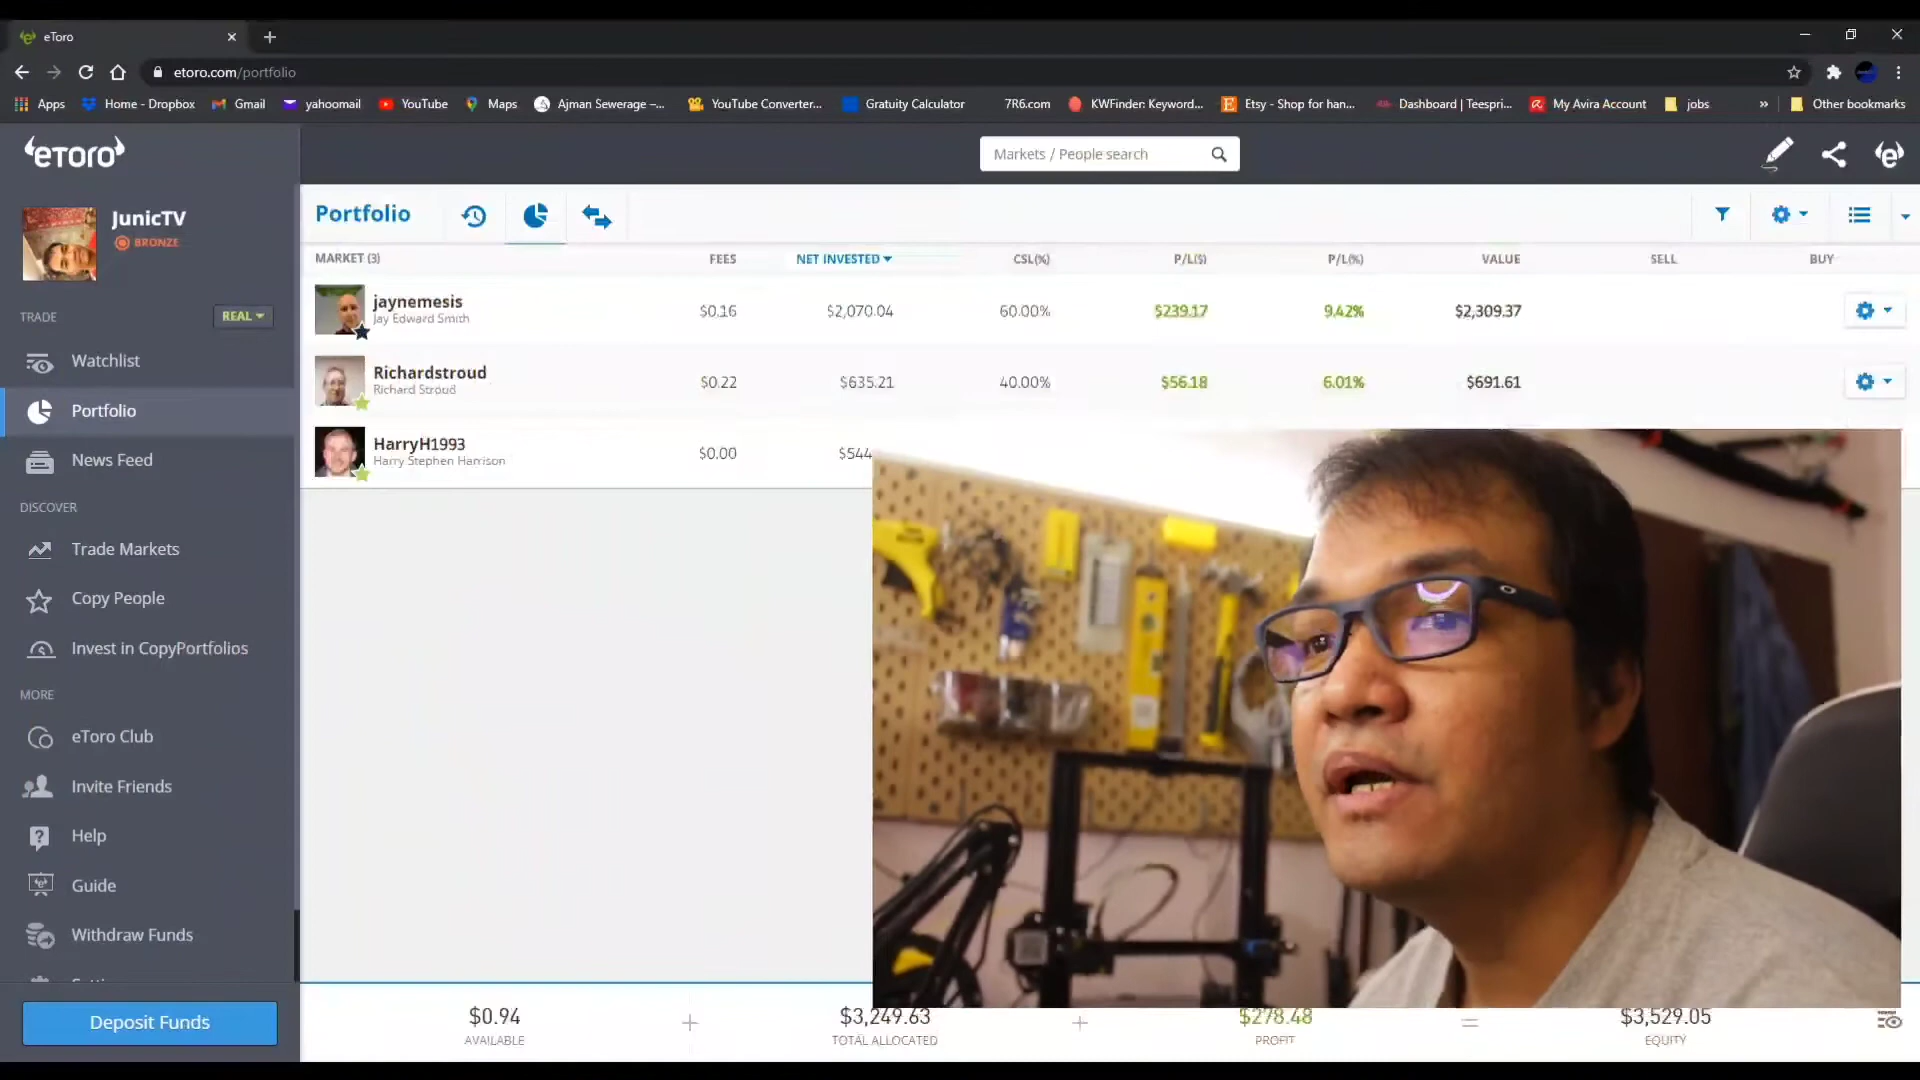 eToro
etoro.com/portfolio
Apps Home - Dropbox Gmail yahoomail YouTube Maps Ajman Sewerage –... YouTube Converter... Gratuity Calculator 7R6.com KWFinder: Keyword... Etsy - Shop for han... Dashboard | Teespri... My Avira Account jobs » Other bookmarks
eToro
Markets / People search
JunicTV
BRONZE
TRADE REAL
Watchlist
Portfolio
News Feed
DISCOVER
Trade Markets
Copy People
Invest in CopyPortfolios
MORE
eToro Club
Invite Friends
Help
Guide
Withdraw Funds
Deposit Funds
Portfolio
MARKET (3) FEES NET INVESTED CSL(%) P/L($) P/L(%) VALUE SELL BUY
jaynemesis
Jay Edward Smith
$0.16 $2,070.04 60.00% $239.17 9.42% $2,309.37
Richardstroud
Richard Stroud
$0.22 $635.21 40.00% $56.18 6.01% $691.61
HarryH1993
Harry Stephen Harrison
$0.00 $544
$0.94 + $3,249.63 + $278.48 = $3,529.05
AVAILABLE TOTAL ALLOCATED PROFIT EQUITY